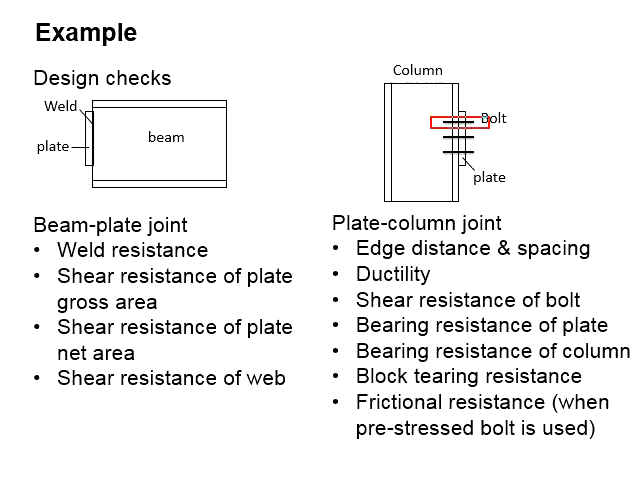 Example
Design checks
Weld
plate
beam
Column
Bolt
plate
Beam-plate joint
• Weld resistance
• Shear resistance of plate
gross area
• Shear resistance of plate
net area
• Shear resistance of web
Plate-column joint
• Edge distance & spacing
• Ductility
• Shear resistance of bolt
• Bearing resistance of plate
• Bearing resistance of column
• Block tearing resistance
• Frictional resistance (when
pre-stressed bolt is used)